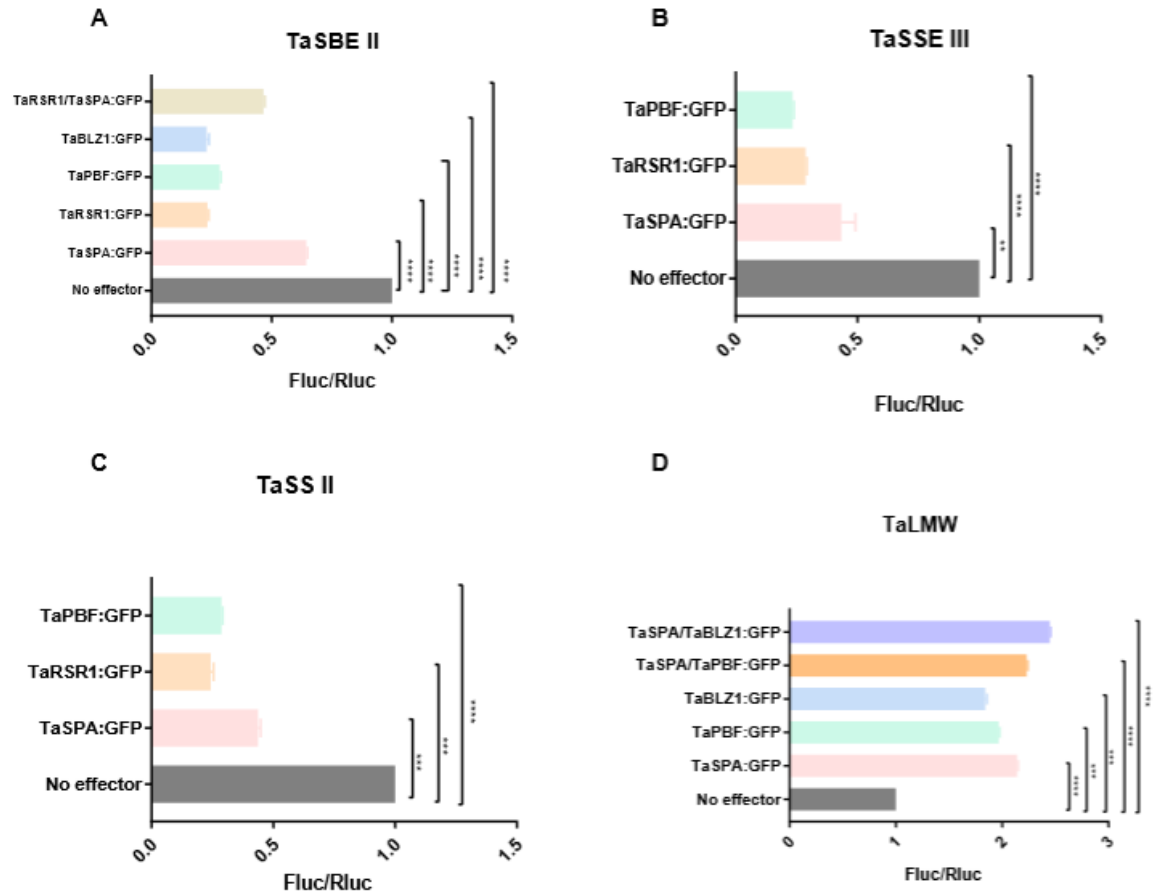 A
TaSBE II
TaRSR1/TaSPA:GFP
TaBLZ1:GFP
TaPBF:GFP
TaRSR1:GFP
TaSPA:GFP
No effector
****
****
****
****
****
0.0
0.5
1.0
1.5
Fluc/Rluc
B
TaSSE III
TaPBF:GFP
TaRSR1:GFP
TaSPA:GFP
No effector
**
****
****
0.0
0.5
1.0
1.5
Fluc/Rluc
C
TaSS II
TaPBF:GFP
TaRSR1:GFP
TaSPA:GFP
No effector
***
***
****
0.0
0.5
1.0
1.5
Fluc/Rluc
D
TaLMW
TaSPA/TaBLZ1:GFP
TaSPA/TaPBF:GFP
TaBLZ1:GFP
TaPBF:GFP
TaSPA:GFP
No effector
****
***
***
****
****
0
1
2
3
Fluc/Rluc